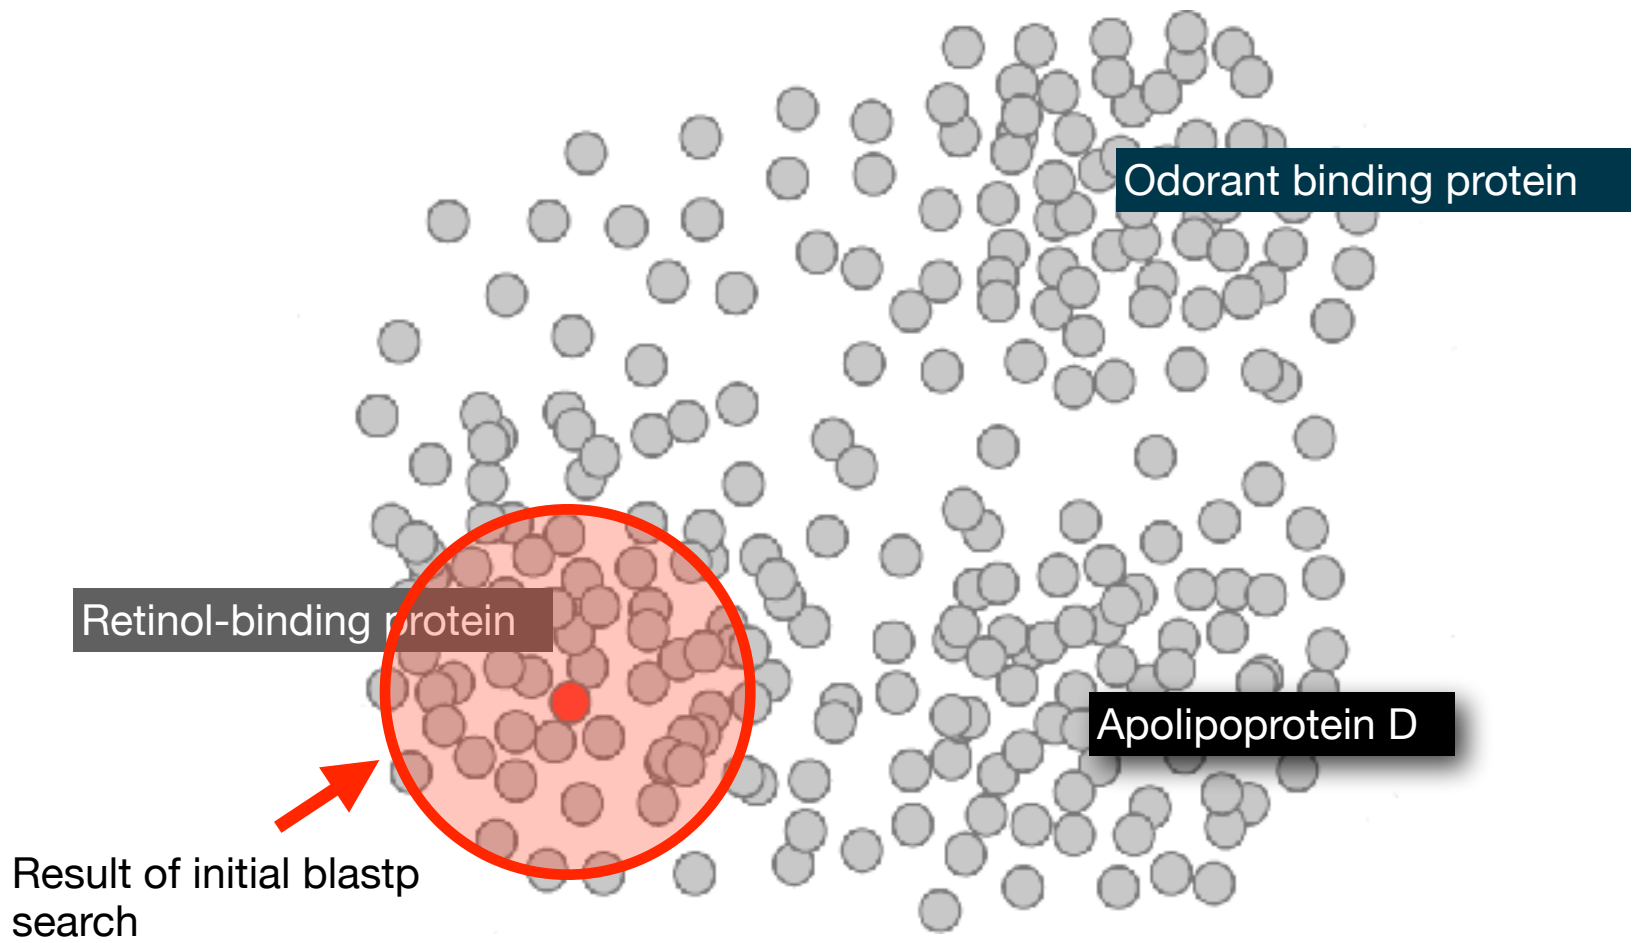 Odorant binding protein
Retinol-binding protein
Apolipoprotein D
Result of initial blastp
search